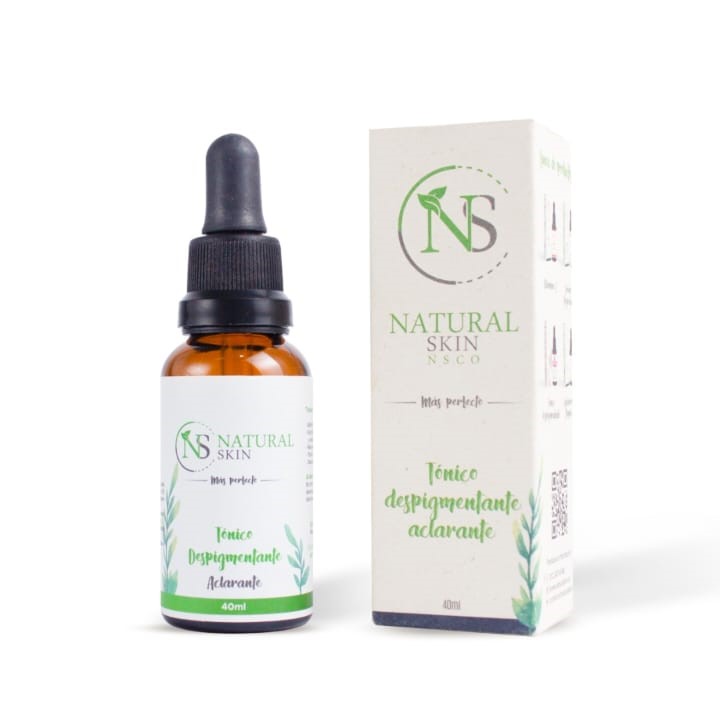 NS
NATURAL
SKIN
Más perfecto
Tónico
Despigmentante
Aclarante
40ml
NS
NATURAL
SKIN
NSCO
Más perfecto
Tónico
despigmentante
aclarante
40ml